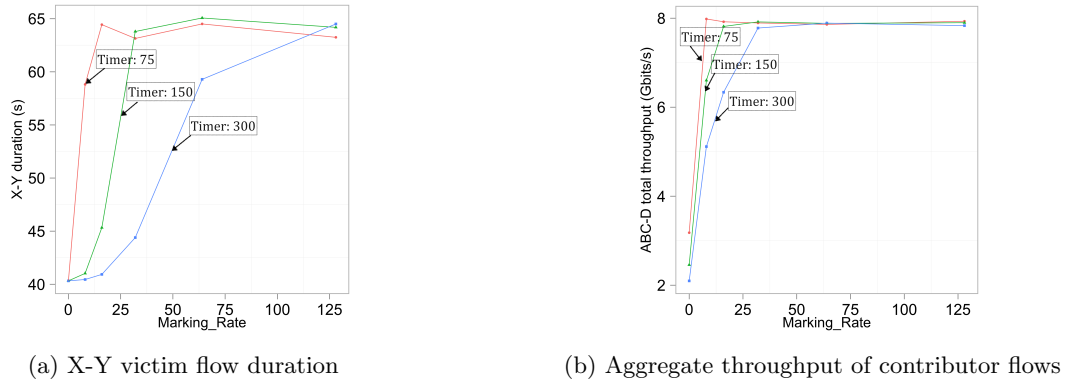 X-Y duration (s)
65
60
55
50
45
40
Timer: 75
Timer: 150
Timer: 300
0 25 50 75 100 125
Marking_Rate
(a) X-Y victim flow duration
ABC-D total throughput (Gbits/s)
8
6
4
2
Timer: 75
Timer: 150
Timer: 300
0 25 50 75 100 125
Marking_Rate
(b) Aggregate throughput of contributor flows